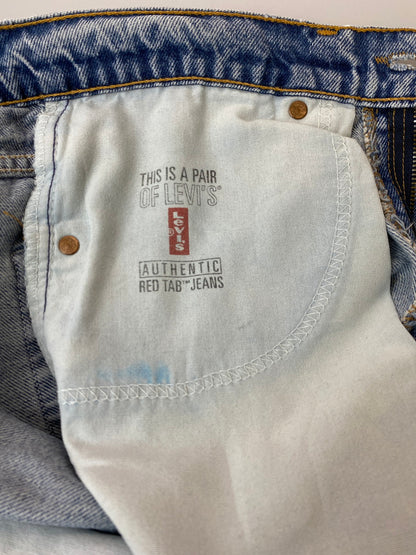 THIS IS A PAIR
OF LEVI'S®
LEVI'S
®
AUTHENTIC
RED TAB™ JEANS